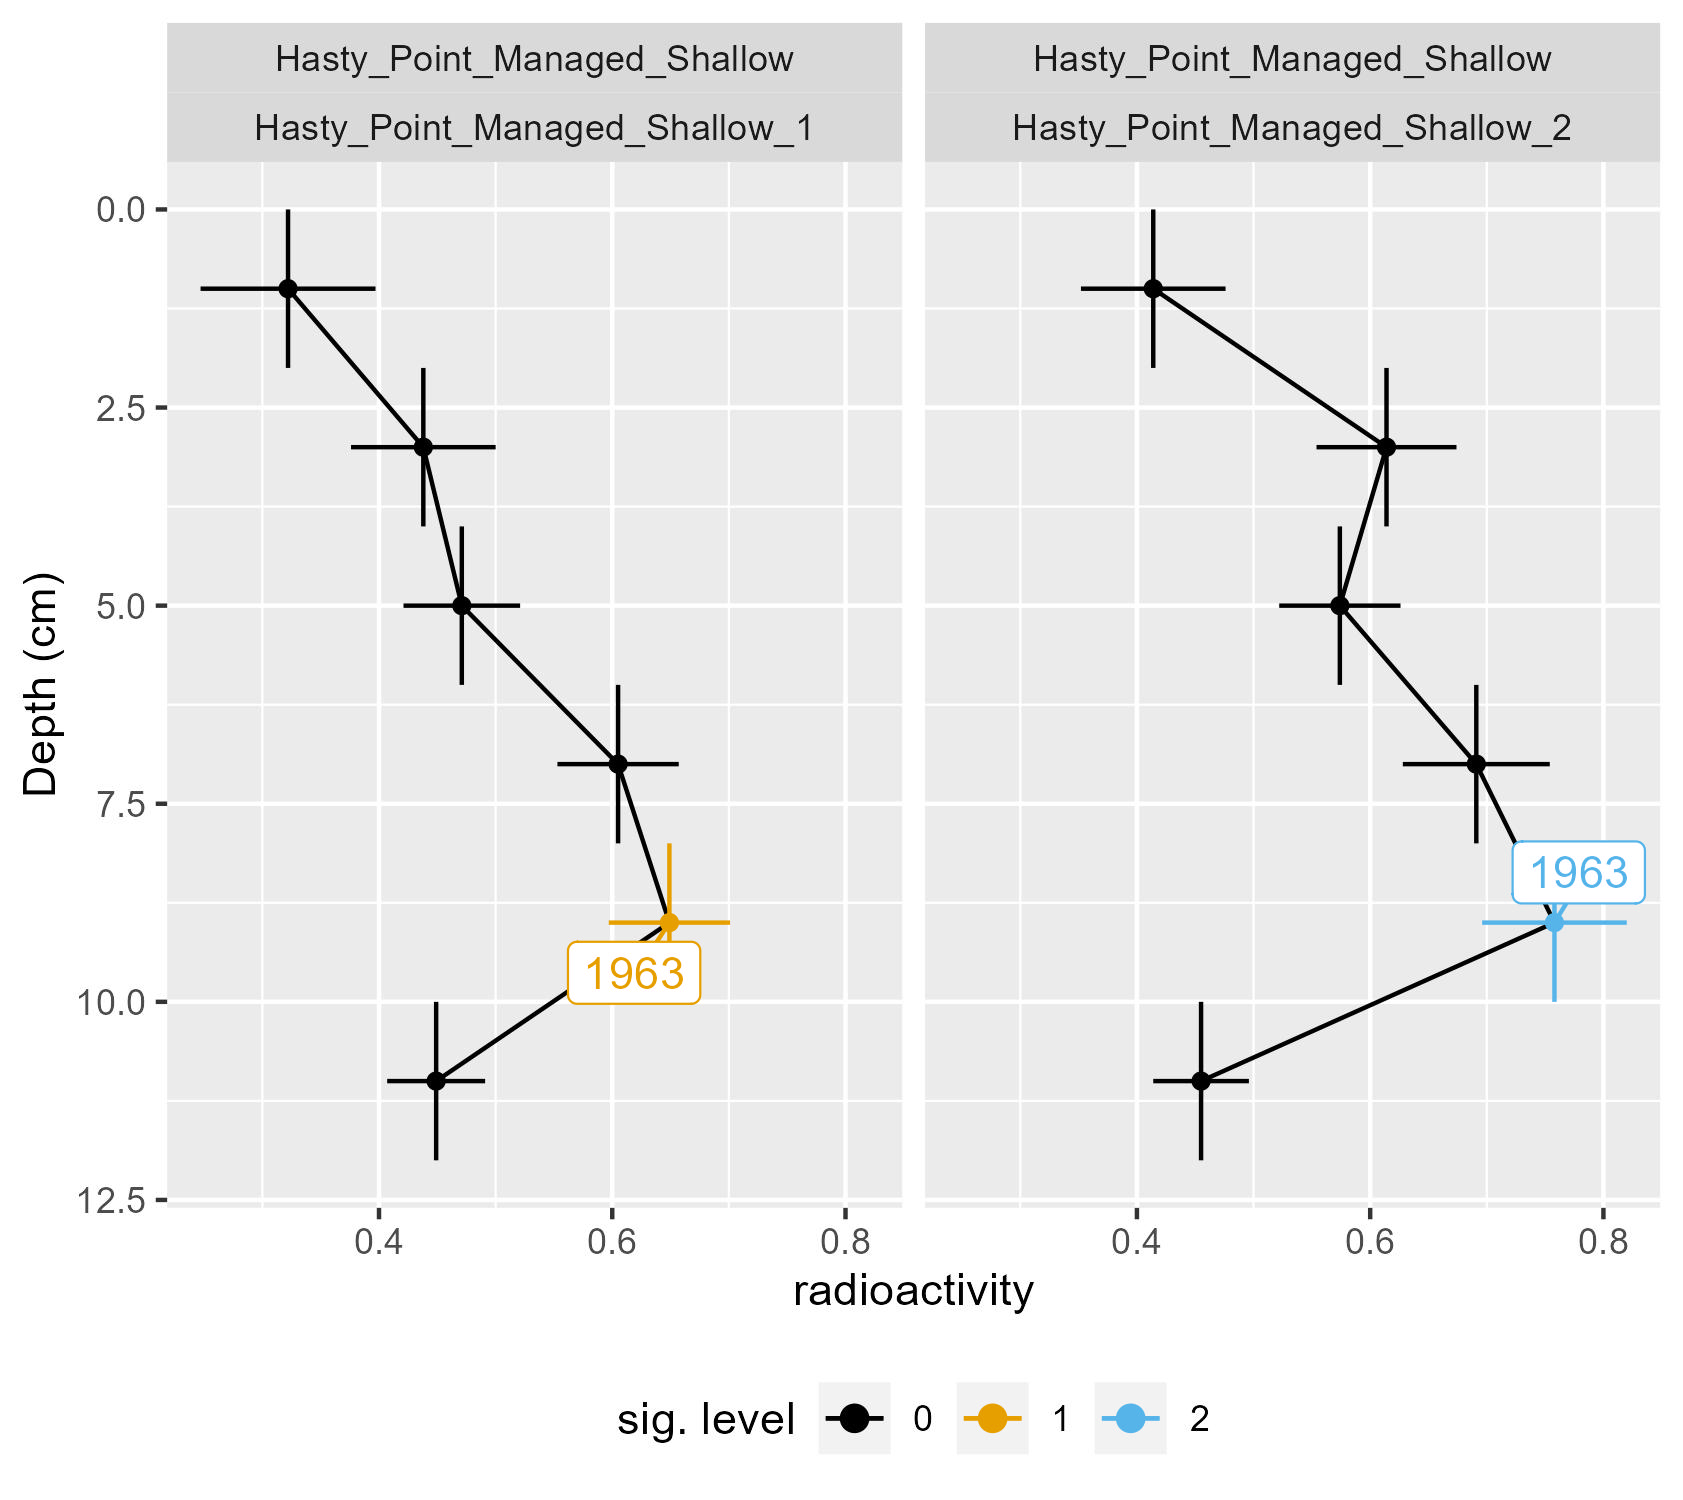 Hasty_Point_Managed_Shallow Hasty_Point_Managed_Shallow
Hasty_Point_Managed_Shallow_1 Hasty_Point_Managed_Shallow_2
Depth (cm)
0.0
2.5
5.0
7.5
10.0
12.5
1963
1963
0.4 0.6 0.8 0.4 0.6 0.8
radioactivity
sig. level 0 1 2